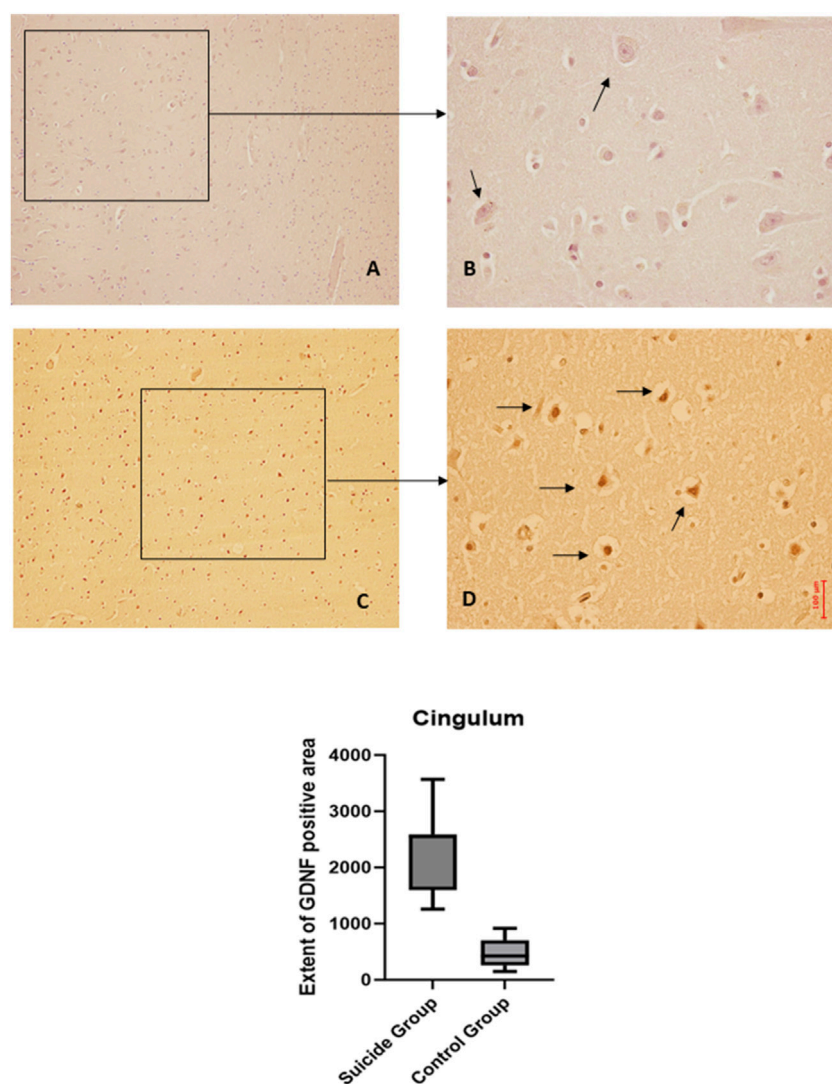 A
B
C
D
100 µm
Cingulum
Extent of GDNF positive area
4000
3000
2000
1000
0
Suicide Group
Control Group